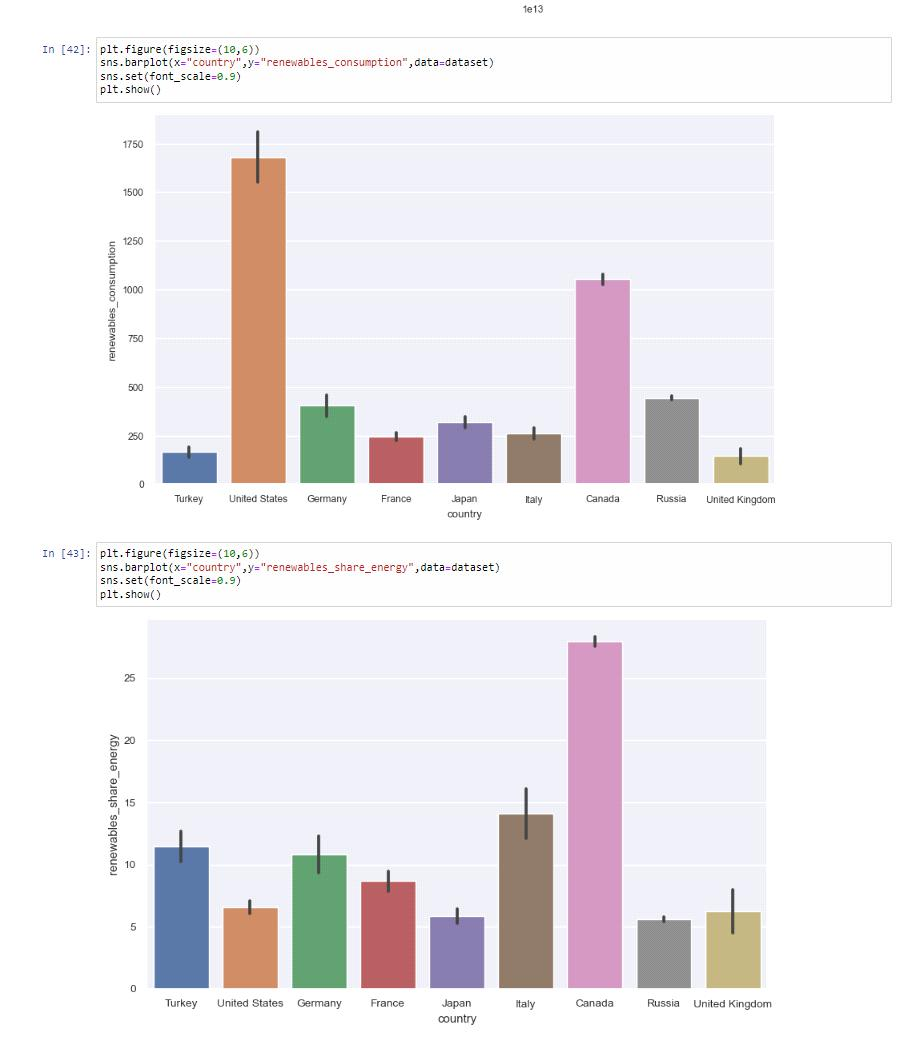 1e13
In [42]: plt.figure(figsize=(10,6))
sns.barplot(x="country",y="renewables_consumption",data=dataset)
sns.set(font_scale=0.9)
plt.show()
1750
1500
1250
1000
750
500
250
0
renewables_consumption
Turkey United States Germany France Japan Italy Canada Russia United Kingdom
country
In [43]: plt.figure(figsize=(10,6))
sns.barplot(x="country",y="renewables_share_energy",data=dataset)
sns.set(font_scale=0.9)
plt.show()
25
20
15
10
5
0
renewables_share_energy
Turkey United States Germany France Japan Italy Canada Russia United Kingdom
country